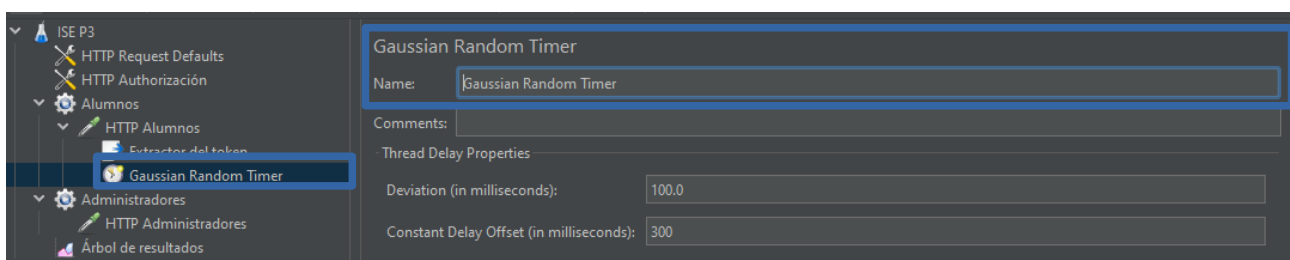 ISE P3
HTTP Request Defaults
HTTP Authorización
Alumnos
HTTP Alumnos
Extractor del token
Gaussian Random Timer
Administradores
HTTP Administradores
Árbol de resultados
Gaussian Random Timer
Name: Gaussian Random Timer
Comments:
Thread Delay Properties
Deviation (in milliseconds): 100.0
Constant Delay Offset (in milliseconds): 300